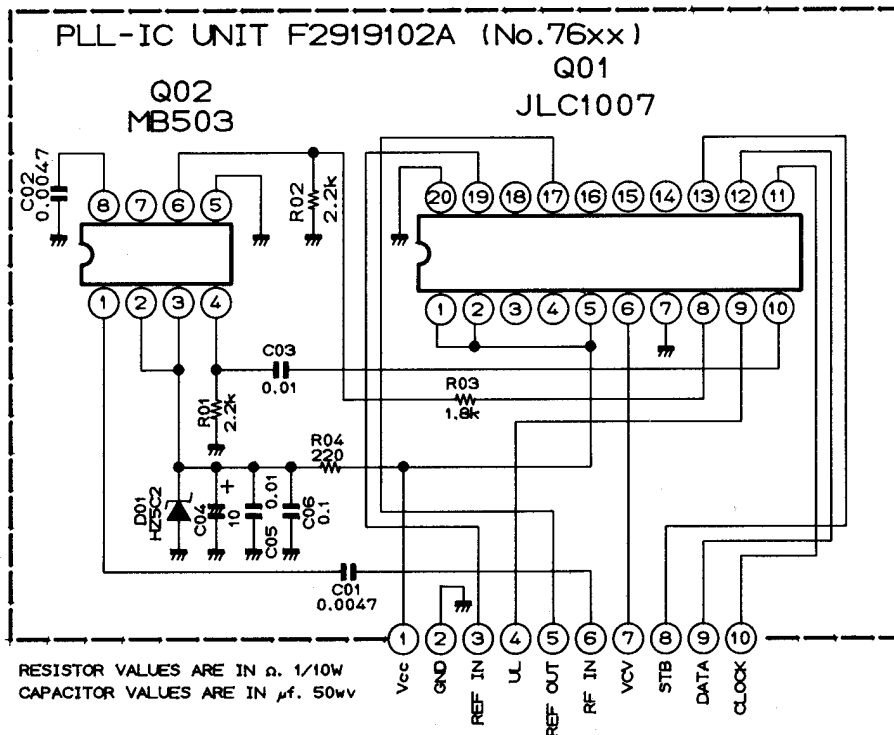 PLL-IC UNIT F2919102A (No.76xx)
Q02
MB503
Q01
JLC1007
C02
0.0047
R02
2.2k
8 7 6 5
20 19 18 17 16 15 14 13 12 11
1 2 3 4
1 2 3 4 5 6 7 8 9 10
C03
0.01
R01
2.2k
R03
1.8k
R04
220
D01
HZ5C2
+
C04
10
C05
0.01
C06
0.1
C01
0.0047
1 2 3 4 5 6 7 8 9 10
Vcc
GND
REF IN
UL
REF OUT
RF IN
VCV
STB
DATA
CLOCK
RESISTOR VALUES ARE IN Ω. 1/10W
CAPACITOR VALUES ARE IN μf. 50wv